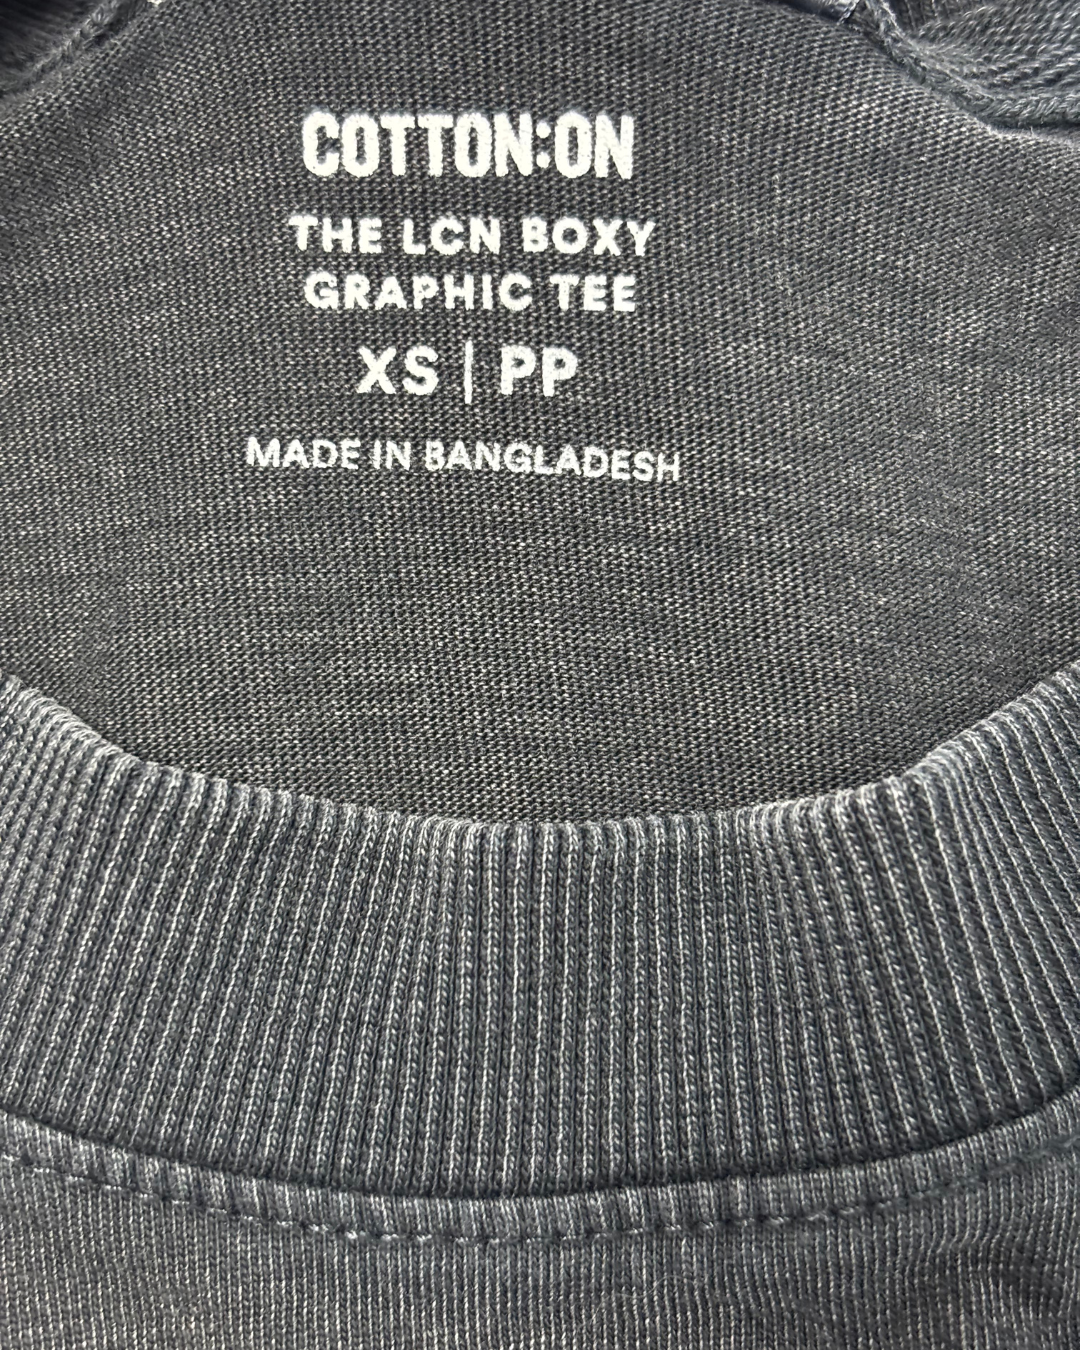 COTTON:ON
THE LCN BOXY
GRAPHIC TEE
XS | PP
MADE IN BANGLADESH